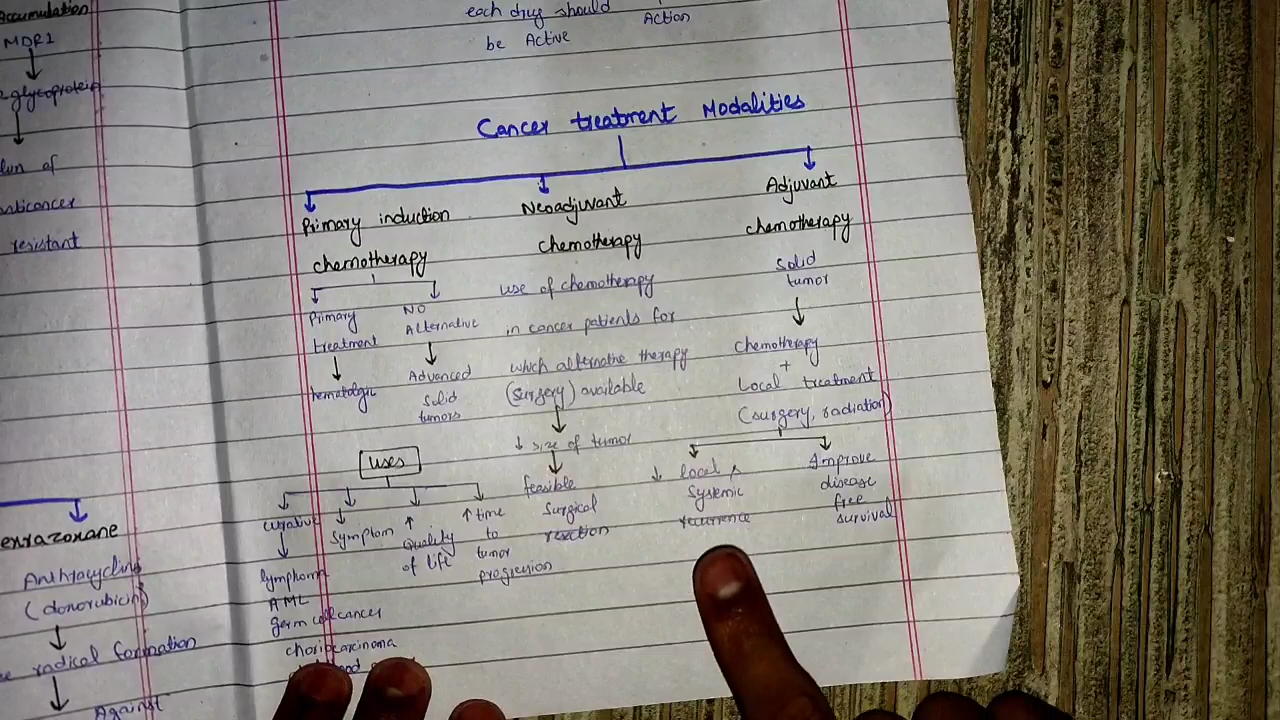 Accumulation
MDR1
glycoprotein
of
anticancer
resistant
Anthracycline
(donorubicin)
radical formation
Against
each drug should
be Active
Action
Cancer treatment Modalities
Primary induction
chemotherapy
Primary
treatment
hematologic
NO
Alternative
Advanced
solid
tumors
uses
curative
lymphoma
AML
germ cell cancer
choriocarcinoma
↓
Symptom
↑
Quality
of life
↑ time
to
tumor
progression
Neoadjuvant
chemotherapy
use of chemotherapy
in cancer patients for
which alternative therapy
(surgery) available
↓ size of tumor
feasible
Surgical
resection
Adjuvant
chemotherapy
solid
tumor
chemotherapy
+
Local treatment
(surgery, radiation)
↓ local &
Systemic
recurrence
Improve
disease
free
survival